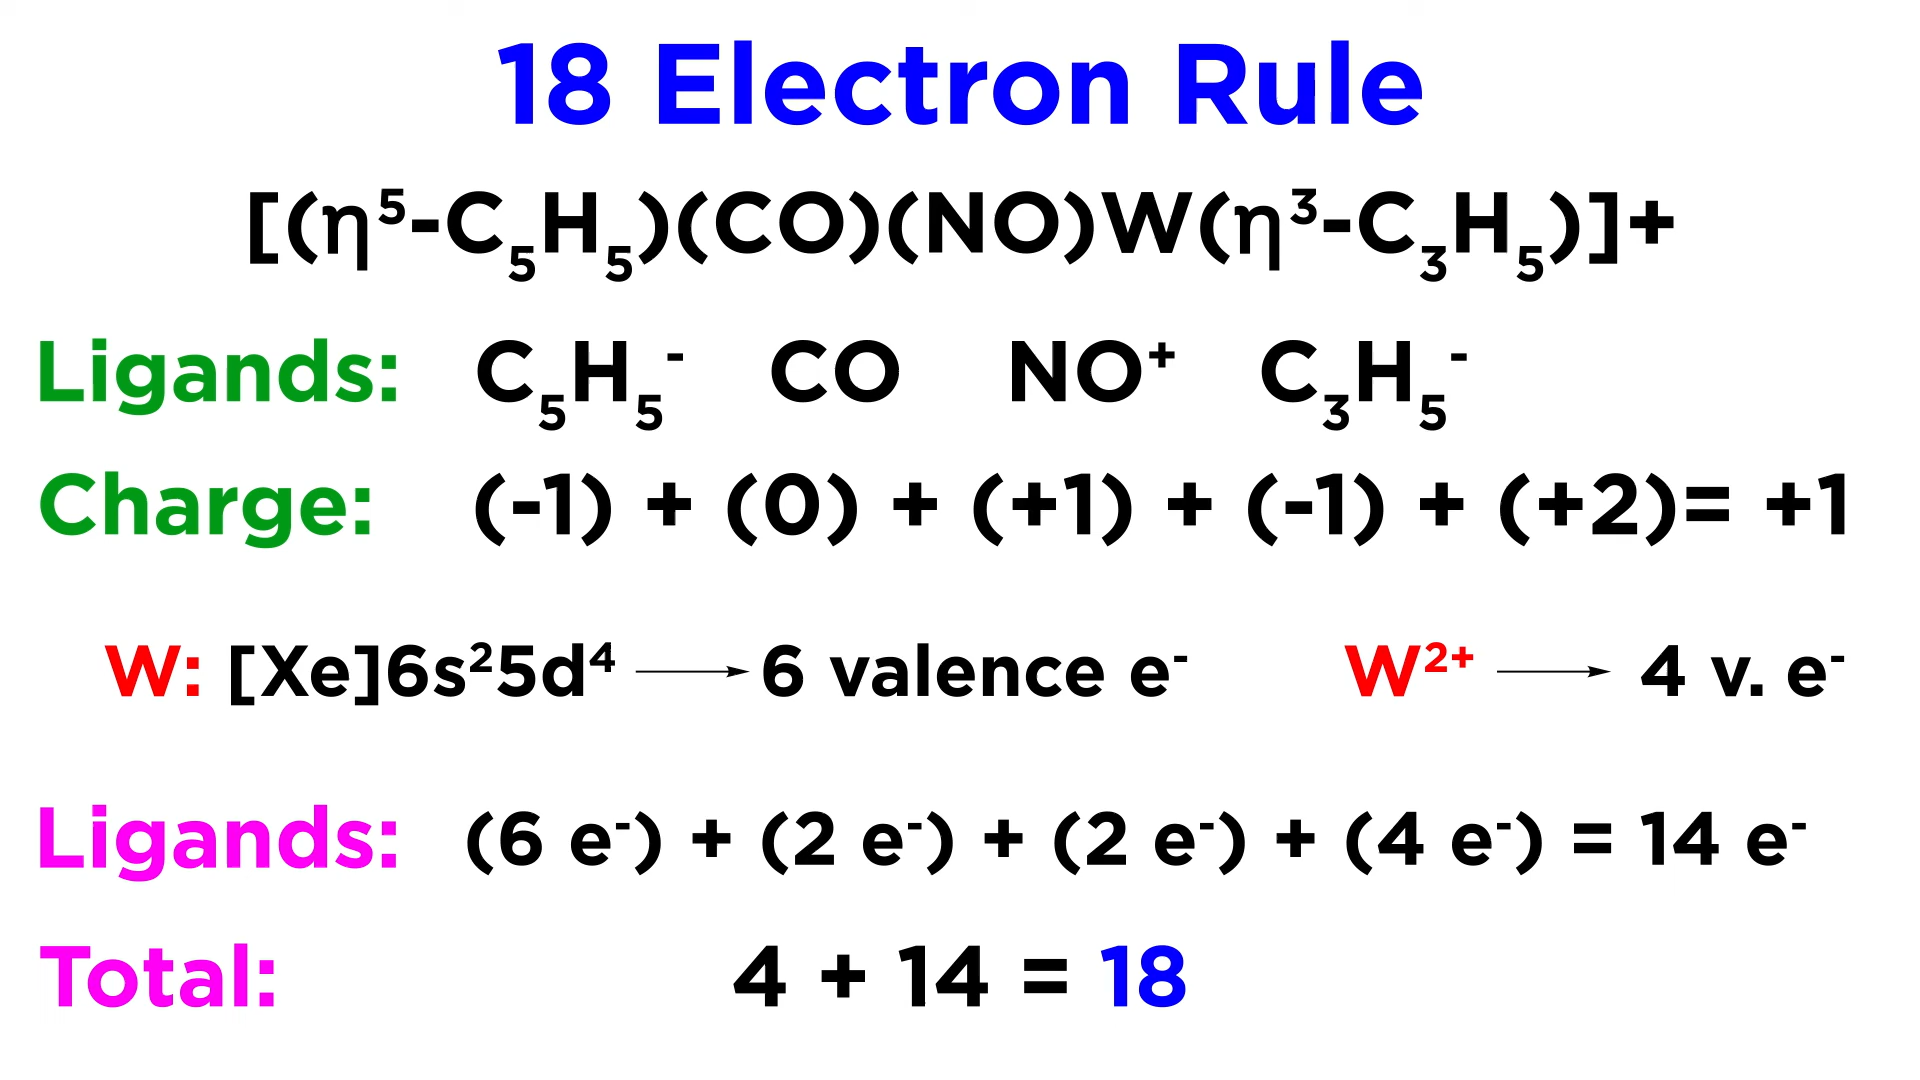 18 Electron Rule
[(η⁵-C₅H₅)(CO)(NO)W(η³-C₃H₅)]+
Ligands: C₅H₅⁻ CO NO⁺ C₃H₅⁻
Charge: (-1) + (0) + (+1) + (-1) + (+2)= +1
W: [Xe]6s²5d⁴ ⟶ 6 valence e⁻ W²⁺ ⟶ 4 v. e⁻
Ligands: (6 e⁻) + (2 e⁻) + (2 e⁻) + (4 e⁻) = 14 e⁻
Total: 4 + 14 = 18